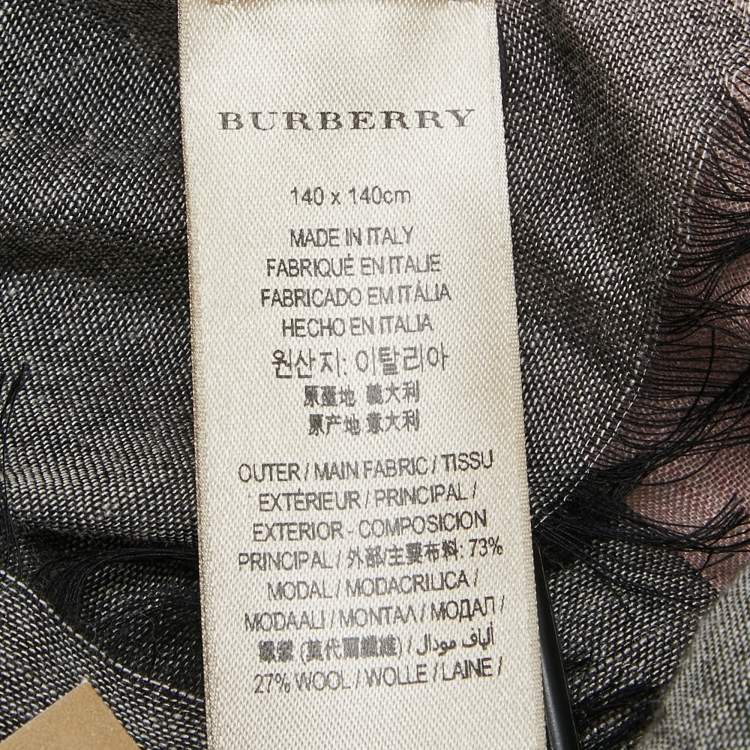 BURBERRY
140 x 140cm
MADE IN ITALY
FABRIQUÉ EN ITALIE
FABRICADO EM ITÁLIA
HECHO EN ITALIA
원산지: 이탈리아
原產地 義大利
原产地 意大利
OUTER / MAIN FABRIC / TISSU
EXTÉRIEUR / PRINCIPAL /
EXTERIOR - COMPOSICION
PRINCIPAL / 外部/主要布料: 73%
MODAL / MODACRILICA /
MODAALI / ΜΟΝΤΑΛ / МОДАЛ /
(莫代爾纖維) / ألياف مودال /
27% WOOL / WOLLE / LAINE /